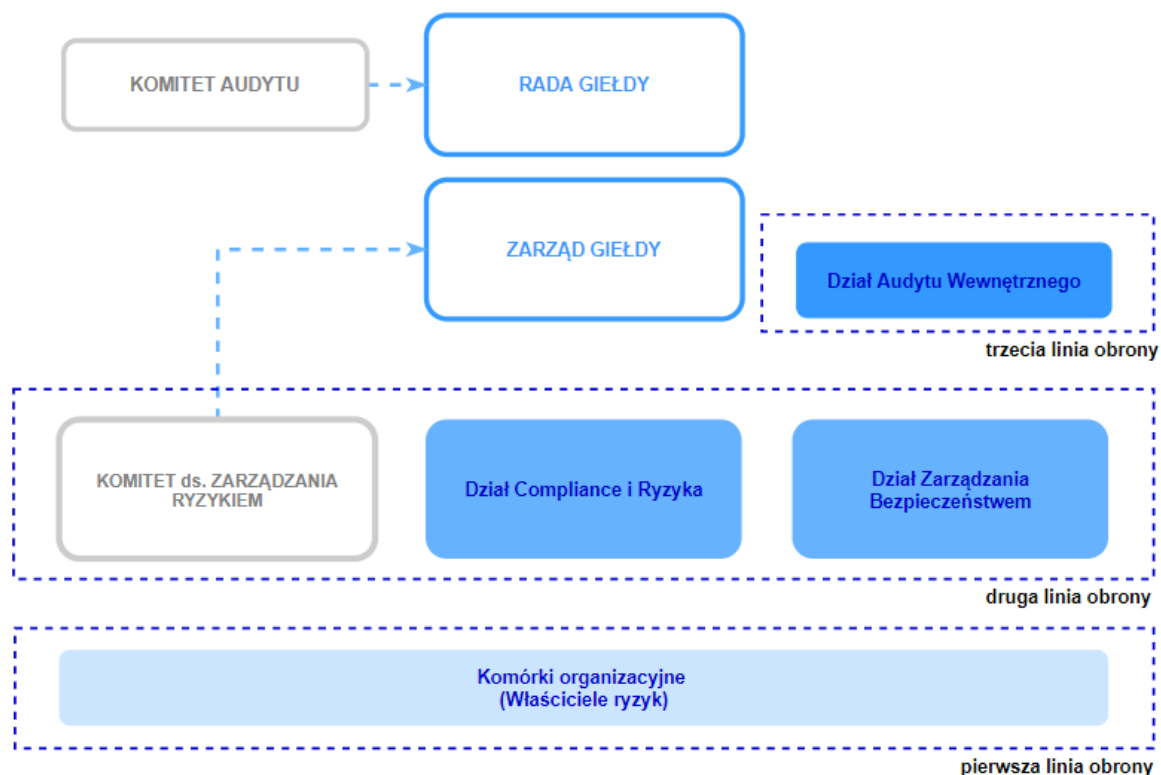 KOMITET AUDYTU
RADA GIEŁDY
ZARZĄD GIEŁDY
Dział Audytu Wewnętrznego
trzecia linia obrony
KOMITET ds. ZARZĄDZANIA
RYZYKIEM
Dział Compliance i Ryzyka
Dział Zarządzania
Bezpieczeństwem
druga linia obrony
Komórki organizacyjne
(Właściciele ryzyk)
pierwsza linia obrony